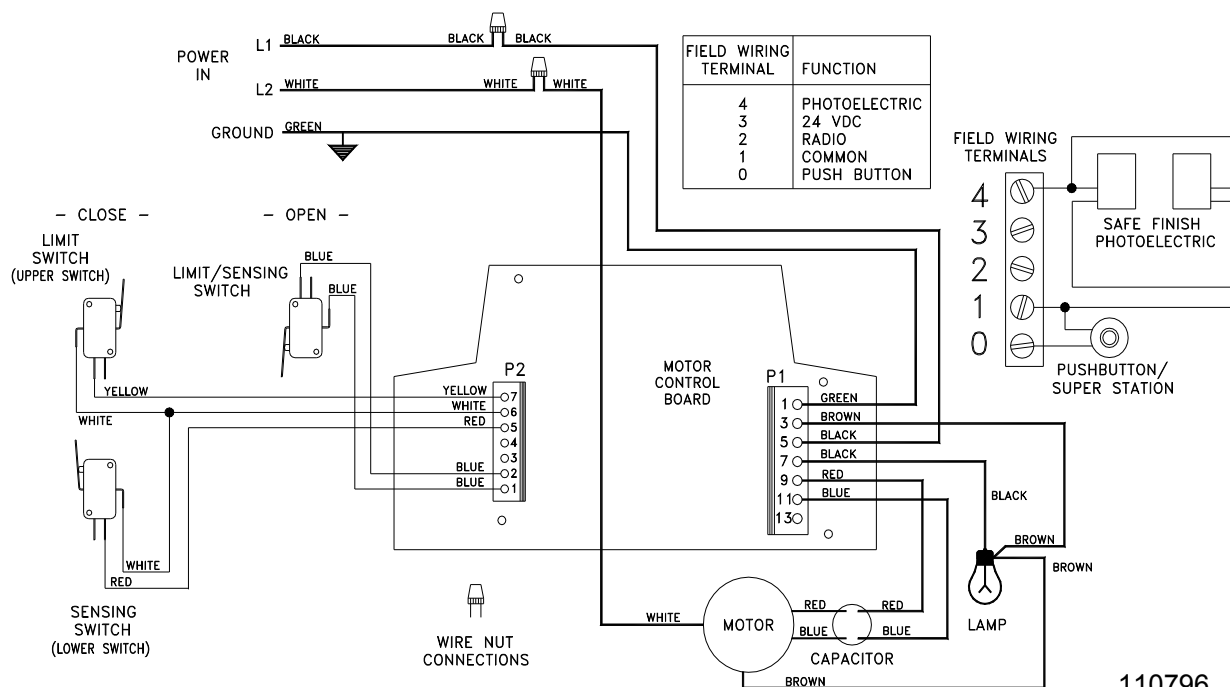 POWER
IN
L1
BLACK
BLACK
BLACK
L2
WHITE
WHITE
WHITE
GROUND
GREEN
FIELD WIRING TERMINAL FUNCTION
4 PHOTOELECTRIC
3 24 VDC
2 RADIO
1 COMMON
0 PUSH BUTTON
FIELD WIRING
TERMINALS
4
3
2
1
0
SAFE FINISH
PHOTOELECTRIC
PUSHBUTTON/
SUPER STATION
- CLOSE -
LIMIT
SWITCH
(UPPER SWITCH)
- OPEN -
LIMIT/SENSING
SWITCH
BLUE
BLUE
YELLOW
WHITE
WHITE
RED
SENSING
SWITCH
(LOWER SWITCH)
P2
YELLOW 7
WHITE 6
RED 5
4
3
BLUE 2
BLUE 1
MOTOR
CONTROL
BOARD
P1
1 GREEN
3 BROWN
5 BLACK
7 BLACK
9 RED
11 BLUE
13
BLACK
BROWN
BROWN
LAMP
WIRE NUT
CONNECTIONS
WHITE
MOTOR
RED
RED
BLUE
BLUE
CAPACITOR
BROWN
110796